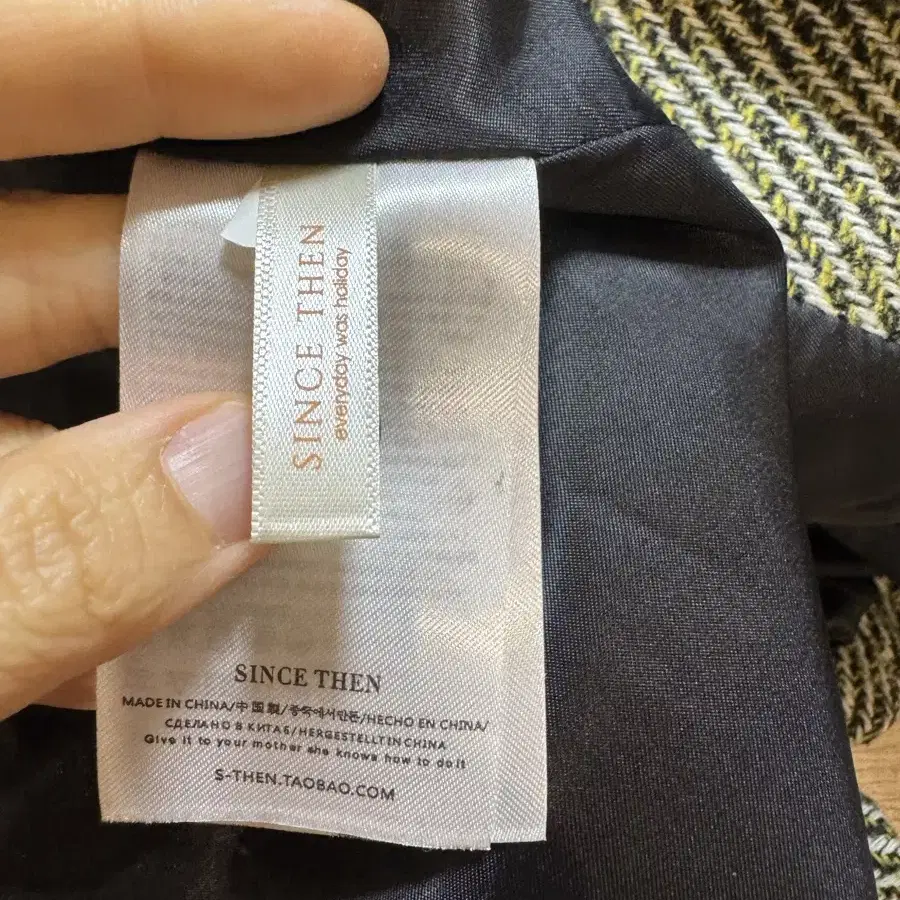 SINCE THEN
everyday was holiday
SINCE THEN
MADE IN CHINA/中国製/중국에서만든/HECHO EN CHINA/
СДЕЛАНО В КИТАЕ/HERGESTELLT IN CHINA
Give it to your mother she knows how to do it
S-THEN.TAOBAO.COM